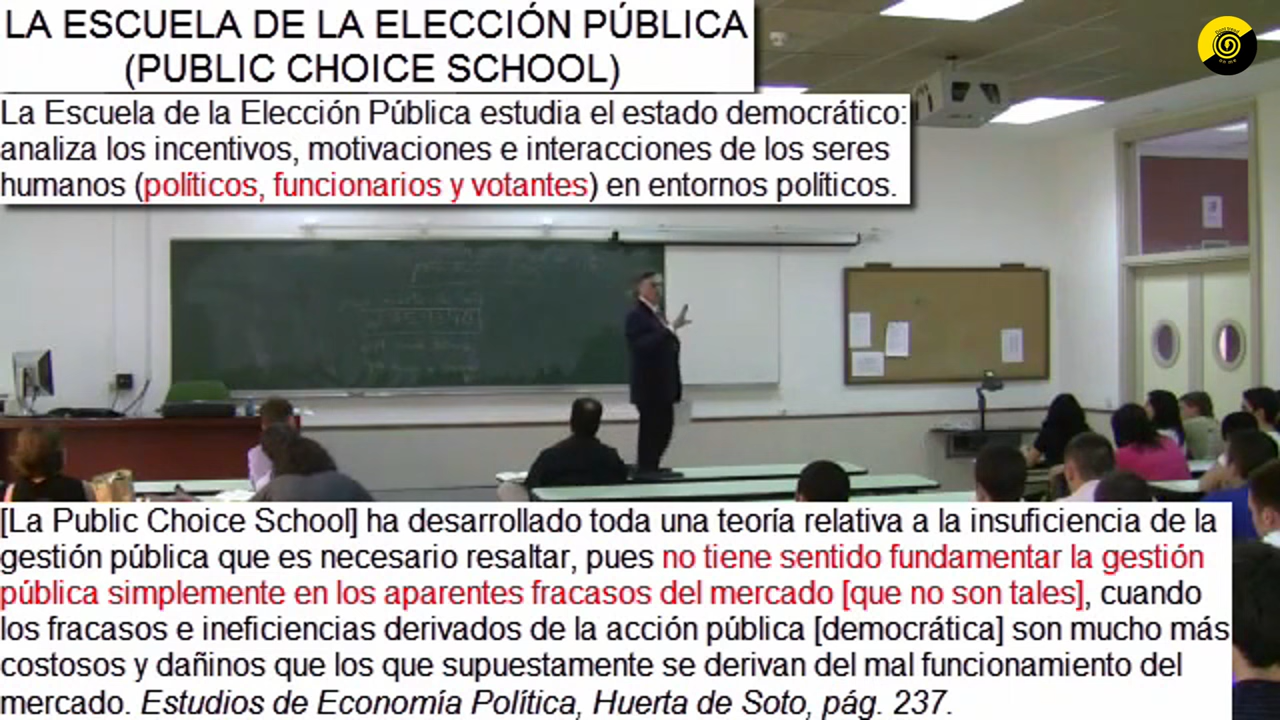 LA ESCUELA DE LA ELECCIÓN PÚBLICA
(PUBLIC CHOICE SCHOOL)
La Escuela de la Elección Pública estudia el estado democrático:
analiza los incentivos, motivaciones e interacciones de los seres
humanos (políticos, funcionarios y votantes) en entornos políticos.
[La Public Choice School] ha desarrollado toda una teoría relativa a la insuficiencia de la
gestión pública que es necesario resaltar, pues no tiene sentido fundamentar la gestión
pública simplemente en los aparentes fracasos del mercado [que no son tales], cuando
los fracasos e ineficiencias derivados de la acción pública [democrática] son mucho más
costosos y dañinos que los que supuestamente se derivan del mal funcionamiento del
mercado. Estudios de Economía Política, Huerta de Soto, pág. 237.